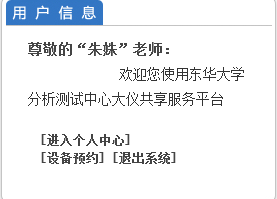 用户信息
尊敬的“朱妹”老师：
欢迎您使用东华大学
分析测试中心大仪共享服务平台
[进入个人中心]
[设备预约] [退出系统]